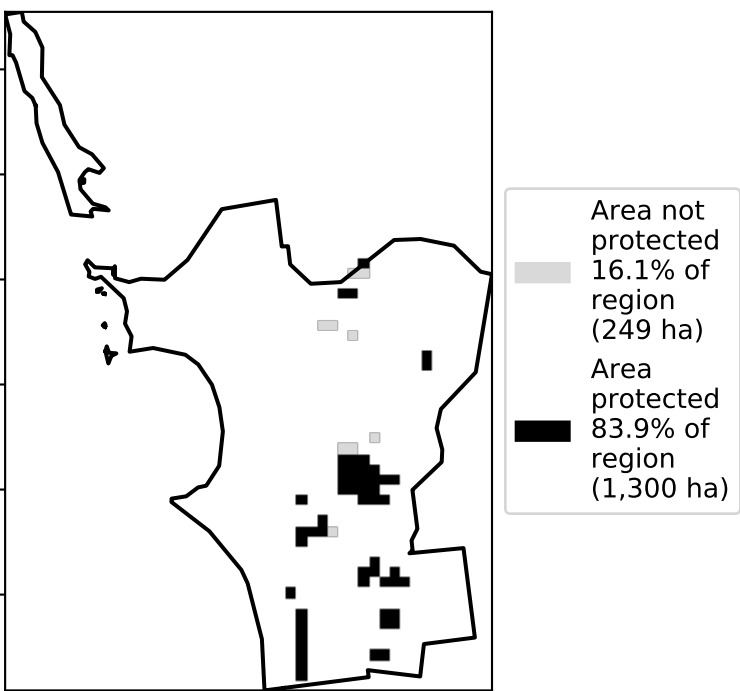 Area not
protected
16.1% of
region
(249 ha)
Area
protected
83.9% of
region
(1,300 ha)